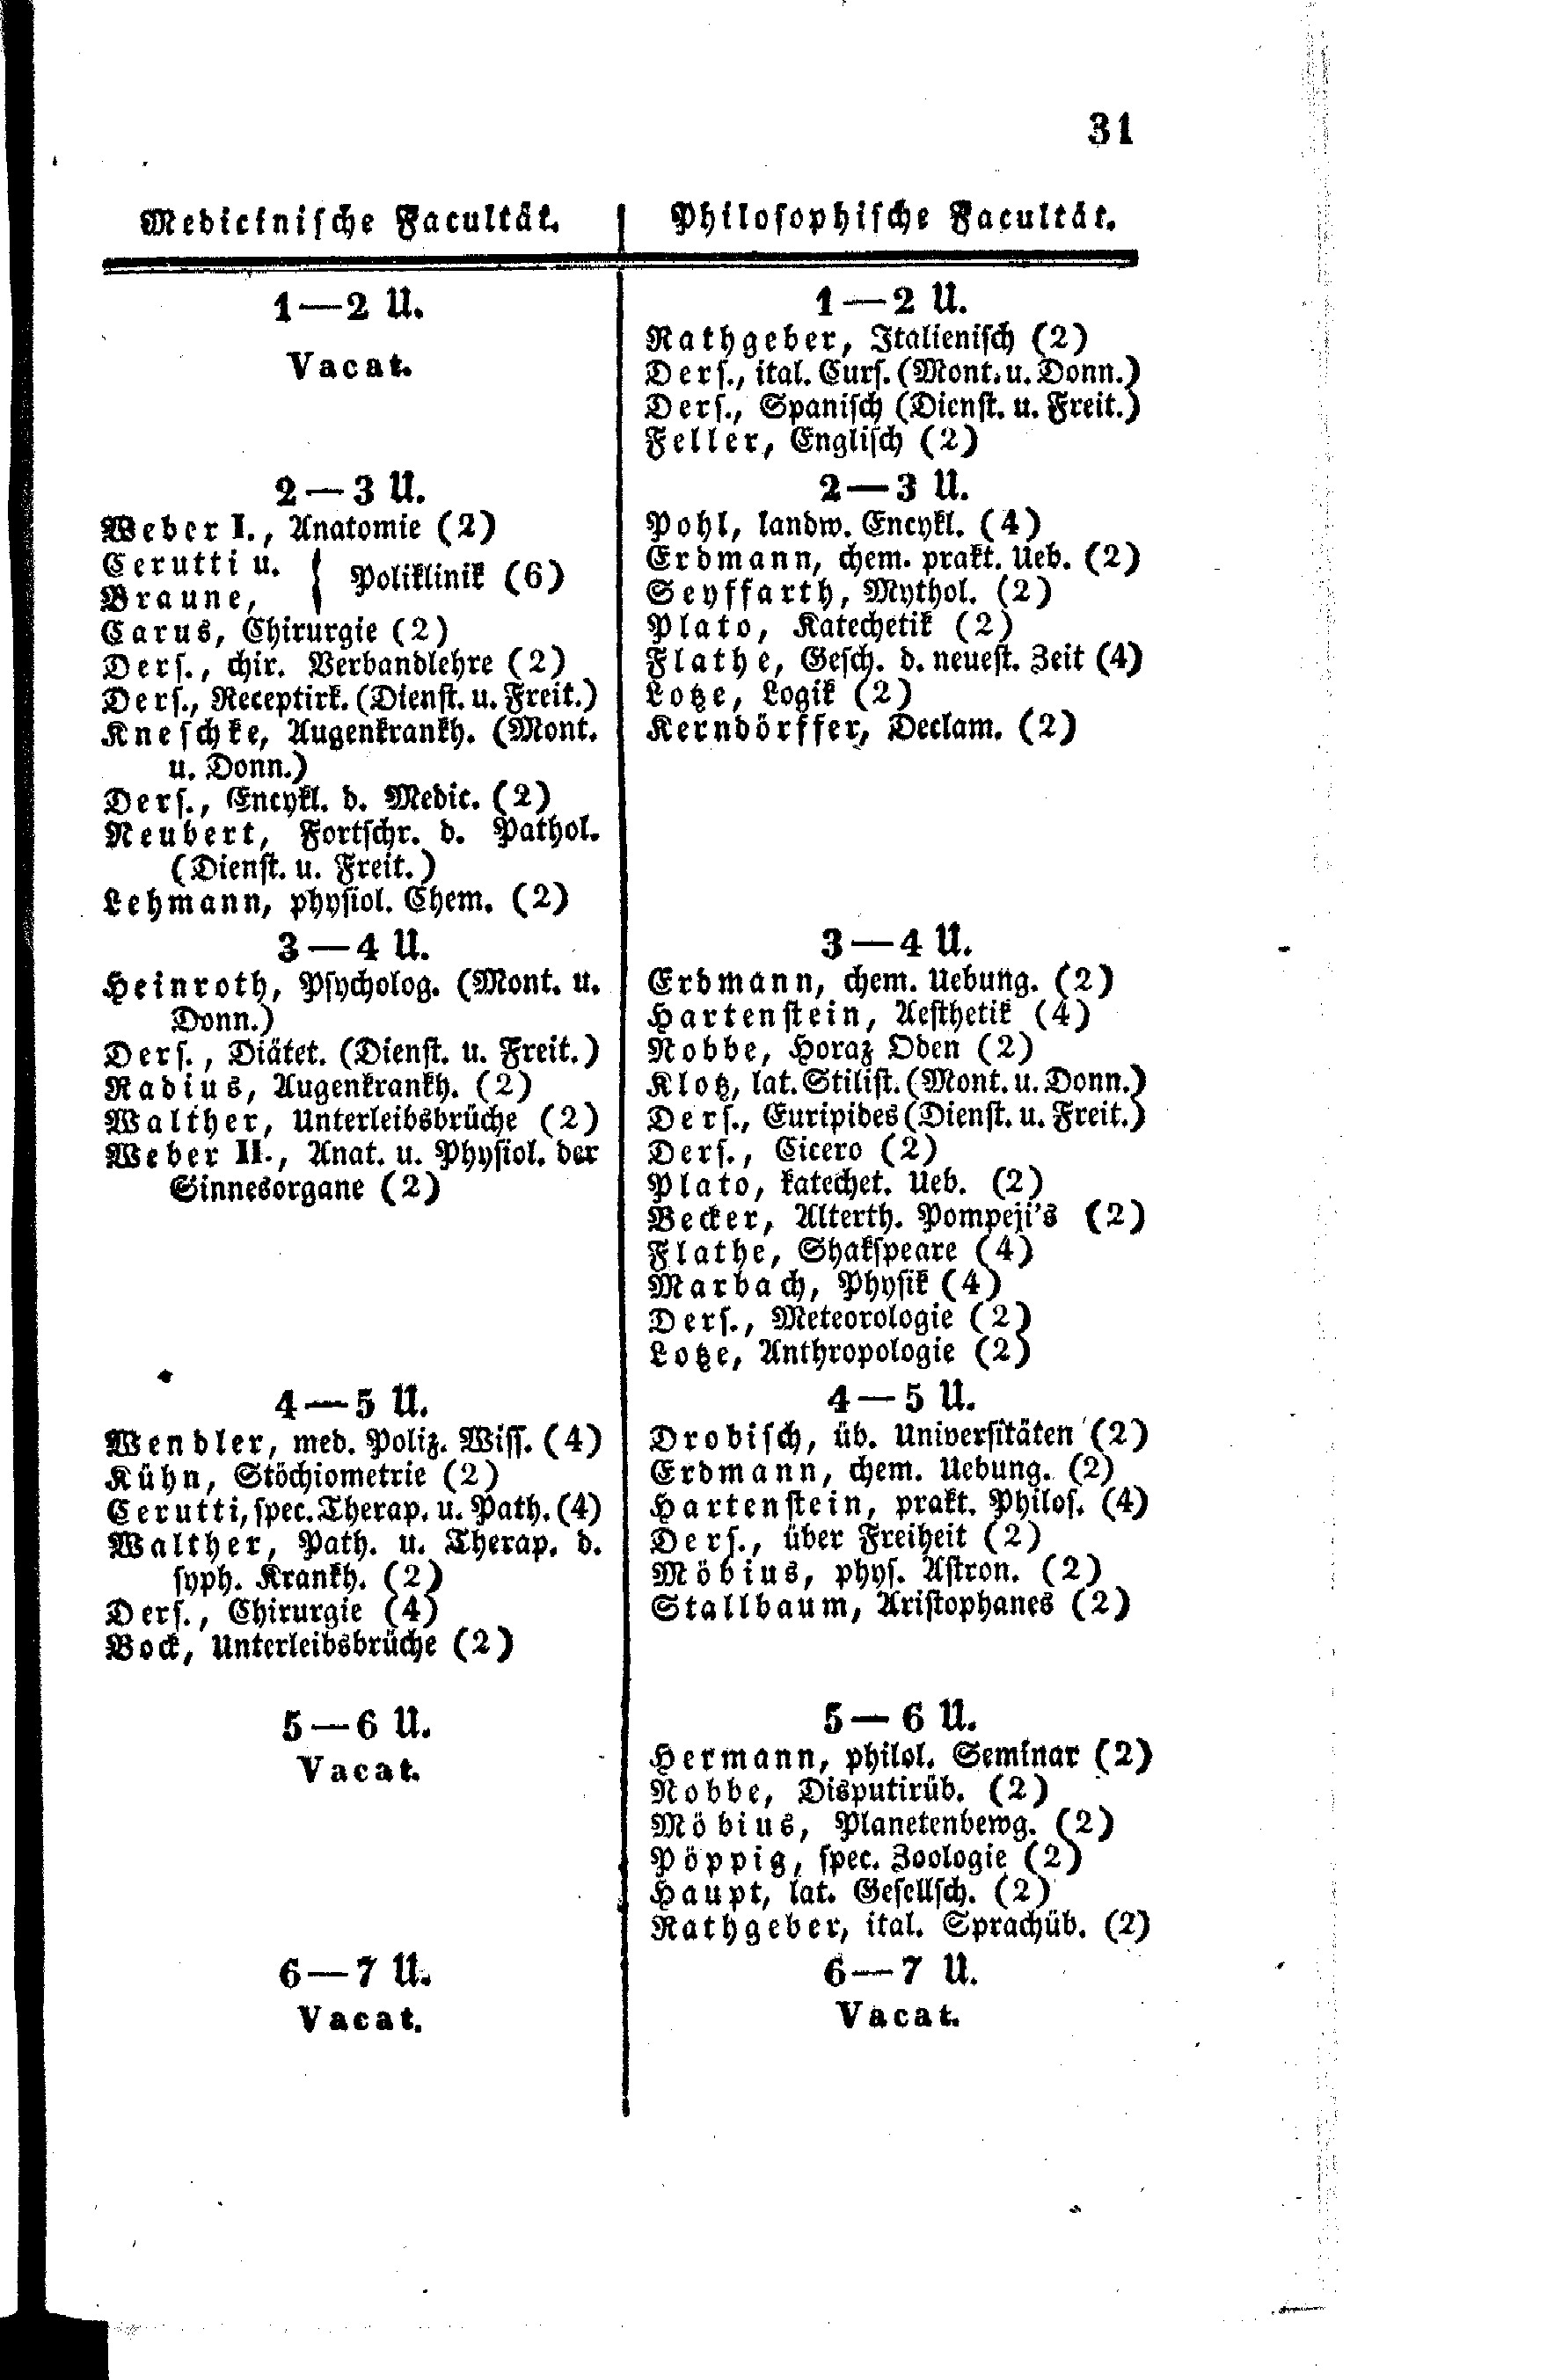 31
Medicinische Facultät.
1—2 U.
Vacat.
2—3 U.
Weber I., Anatomie (2)
Cerutti u.
Braune, } Poliklinik (6)
Carus, Chirurgie (2)
Ders., chir. Verbandlehre (2)
Ders., Receptirk. (Dienst. u. Freit.)
Kneschke, Augenkrankh. (Mont.
u. Donn.)
Ders., Encykl. d. Medic. (2)
Neubert, Fortschr. d. Pathol.
(Dienst. u. Freit.)
Lehmann, physiol. Chem. (2)
3—4 U.
Heinroth, Psycholog. (Mont. u.
Donn.)
Ders., Diätet. (Dienst. u. Freit.)
Radius, Augenkrankh. (2)
Walther, Unterleibsbrüche (2)
Weber II., Anat. u. Physiol. der
Sinnesorgane (2)
4—5 U.
Wendler, med. Poliz. Wiss. (4)
Kühn, Stöchiometrie (2)
Cerutti, spec. Therap. u. Path. (4)
Walther, Path. u. Therap. d.
syph. Krankh. (2)
Ders., Chirurgie (4)
Bock, Unterleibsbrüche (2)
5—6 U.
Vacat.
6—7 U.
Vacat.
Philosophische Facultät.
1—2 U.
Rathgeber, Italienisch (2)
Ders., ital. Curs. (Mont. u. Donn.)
Ders., Spanisch (Dienst. u. Freit.)
Feller, Englisch (2)
2—3 U.
Pohl, landw. Encykl. (4)
Erdmann, chem. prakt. Ueb. (2)
Seyffarth, Mythol. (2)
Plato, Katechetik (2)
Flathe, Gesch. d. neuest. Zeit (4)
Lotze, Logik (2)
Kerndörffer, Declam. (2)
3—4 U.
Erdmann, chem. Uebung. (2)
Hartenstein, Aesthetik (4)
Nobbe, Horaz Oden (2)
Klotz, lat. Stilist. (Mont. u. Donn.)
Ders., Euripides (Dienst. u. Freit.)
Ders., Cicero (2)
Plato, katechet. Ueb. (2)
Becker, Alterth. Pompeji's (2)
Flathe, Shakspeare (4)
Marbach, Physik (4)
Ders., Meteorologie (2)
Lotze, Anthropologie (2)
4—5 U.
Drobisch, üb. Universitäten (2)
Erdmann, chem. Uebung. (2)
Hartenstein, prakt. Philos. (4)
Ders., über Freiheit (2)
Möbius, phys. Astron. (2)
Stallbaum, Aristophanes (2)
5—6 U.
Hermann, philol. Seminar (2)
Nobbe, Disputirüb. (2)
Möbius, Planetenbewg. (2)
Pöppig, spec. Zoologie (2)
Haupt, lat. Gesellsch. (2)
Rathgeber, ital. Sprachüb. (2)
6—7 U.
Vacat.